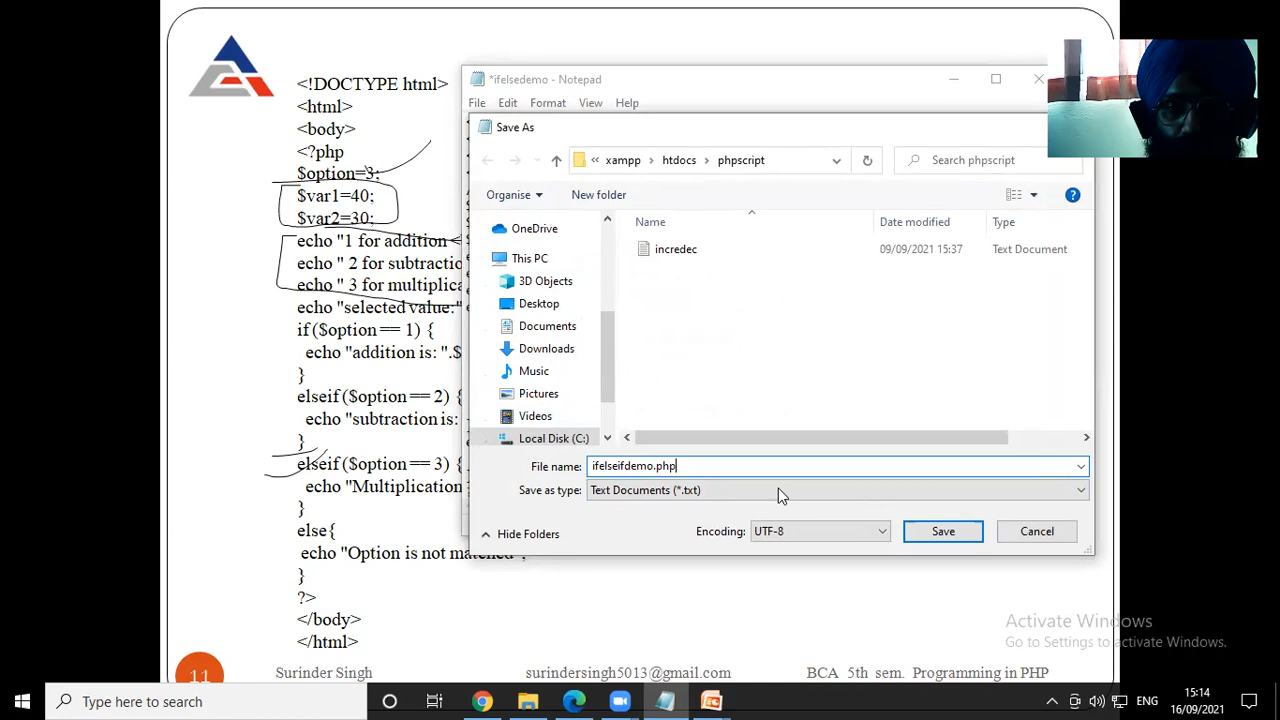 <!DOCTYPE html>
<html>
<body>
<?php
$option=3;
$var1=40;
$var2=30;
echo "1 for addition
echo " 2 for subtractio
echo " 3 for multiplica
echo "selected value:"
if ($option == 1) {
echo "addition is: ".$
}
elseif ($option == 2) {
echo "subtraction is:
}
elseif ($option == 3) {
echo "Multiplication
}
else{
echo "Option is not matched";
}
?>
</body>
</html>
*ifelsedemo - Notepad
File Edit Format View Help
Save As
« xampp › htdocs › phpscript
Search phpscript
Organise New folder
Name Date modified Type
OneDrive
This PC
3D Objects
Desktop
Documents
Downloads
Music
Pictures
Videos
Local Disk (C:)
incredec 09/09/2021 15:37 Text Document
File name: ifelseifdemo.php
Save as type: Text Documents (*.txt)
Hide Folders Encoding: UTF-8 Save Cancel
Activate Windows
Go to Settings to activate Windows.
11 Surinder Singh surindersingh5013@gmail.com BCA 5th sem. Programming in PHP
Type here to search
ENG
15:14
16/09/2021